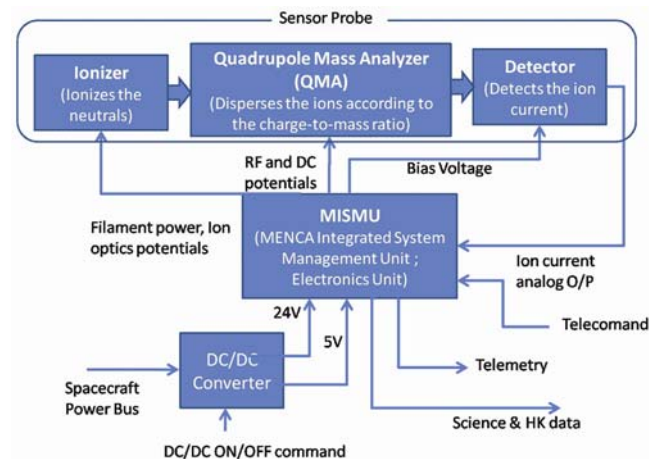 Sensor Probe
Ionizer
(Ionizes the
neutrals)
Quadrupole Mass Analyzer
(QMA)
(Disperses the ions according to
the charge-to-mass ratio)
Detector
(Detects the ion
current)
RF and DC
potentials
Bias Voltage
Filament power, Ion
optics potentials
MISMU
(MENCA Integrated System
Management Unit ;
Electronics Unit)
Ion current
analog O/P
Telecomand
24V
5V
DC/DC
Converter
Spacecraft
Power Bus
Telemetry
Science & HK data
DC/DC ON/OFF command